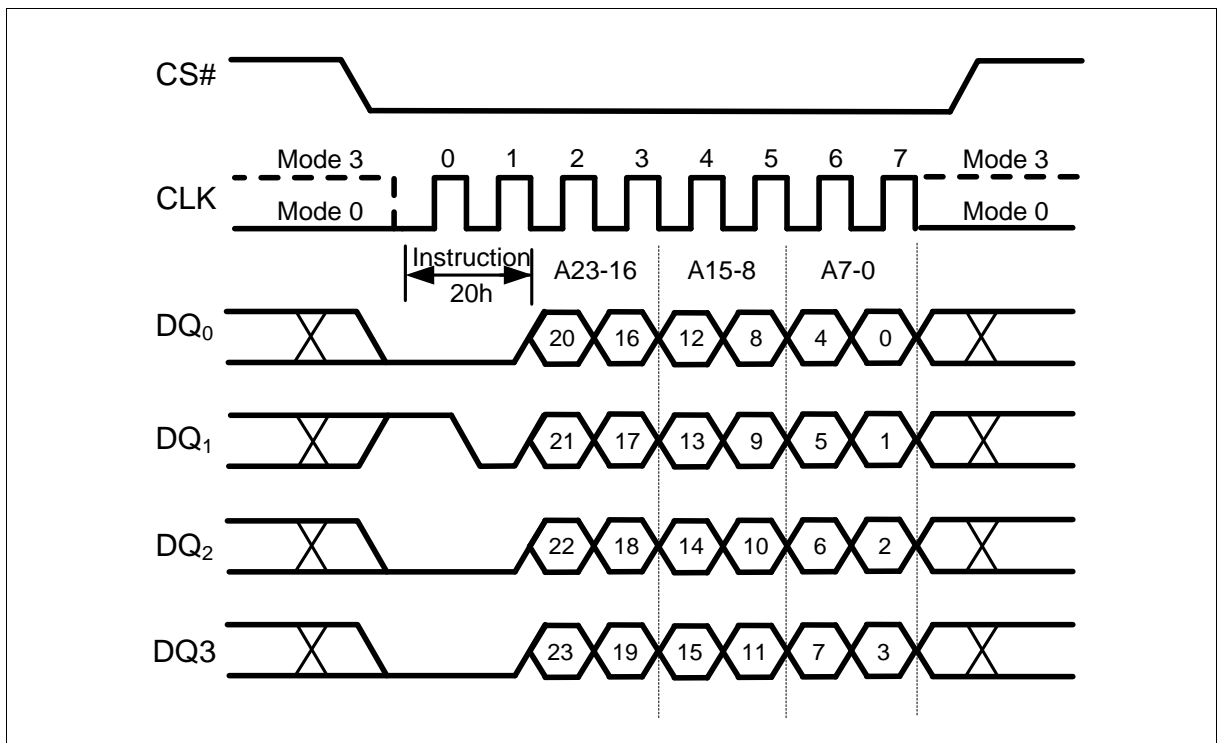 CS#
Mode 3 0 1 2 3 4 5 6 7 Mode 3
CLK
Mode 0 Mode 0
Instruction A23-16 A15-8 A7-0
20h
DQ0 20 16 12 8 4 0
DQ1 21 17 13 9 5 1
DQ2 22 18 14 10 6 2
DQ3 23 19 15 11 7 3